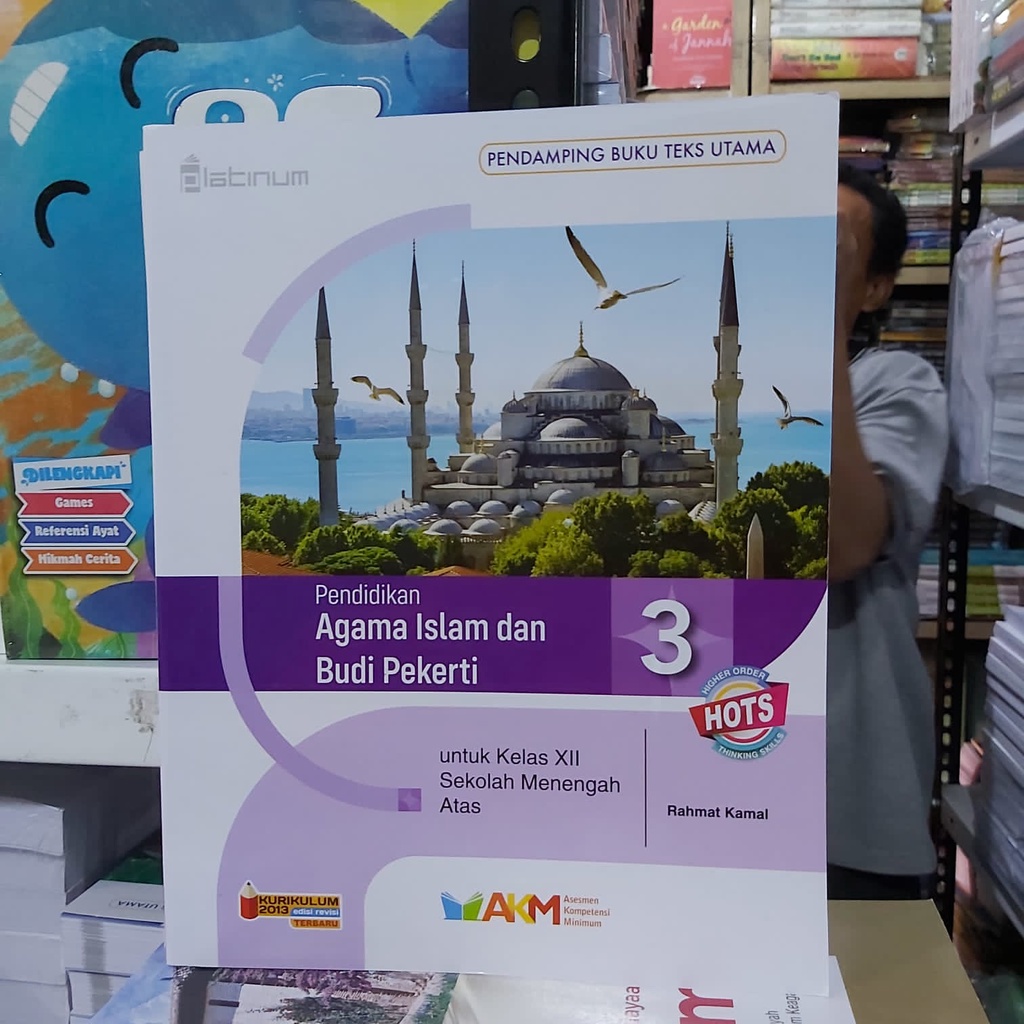 a Garden
of Jannah
Platinum
PENDAMPING BUKU TEKS UTAMA
DILENGKAPI
Games
Referensi Ayat
Hikmah Cerita
Pendidikan
Agama Islam dan
Budi Pekerti
3
HIGHER ORDER
HOTS
THINKING SKILLS
untuk Kelas XII
Sekolah Menengah
Atas
Rahmat Kamal
KURIKULUM
2013 edisi revisi
TERBARU
AKM
Asesmen
Kompetensi
Minimum
UTAMA